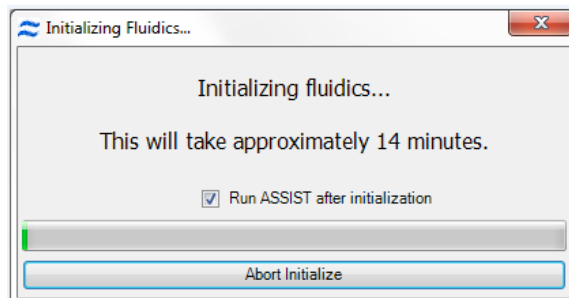 Initializing Fluidics...
Initializing fluidics...
This will take approximately 14 minutes.
Run ASSIST after initialization
Abort Initialize